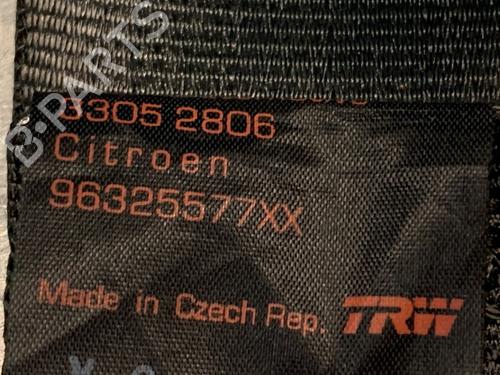 3305 2806
Citroen
96325577XX
Made in Czech Rep. TRW
B-PARTS